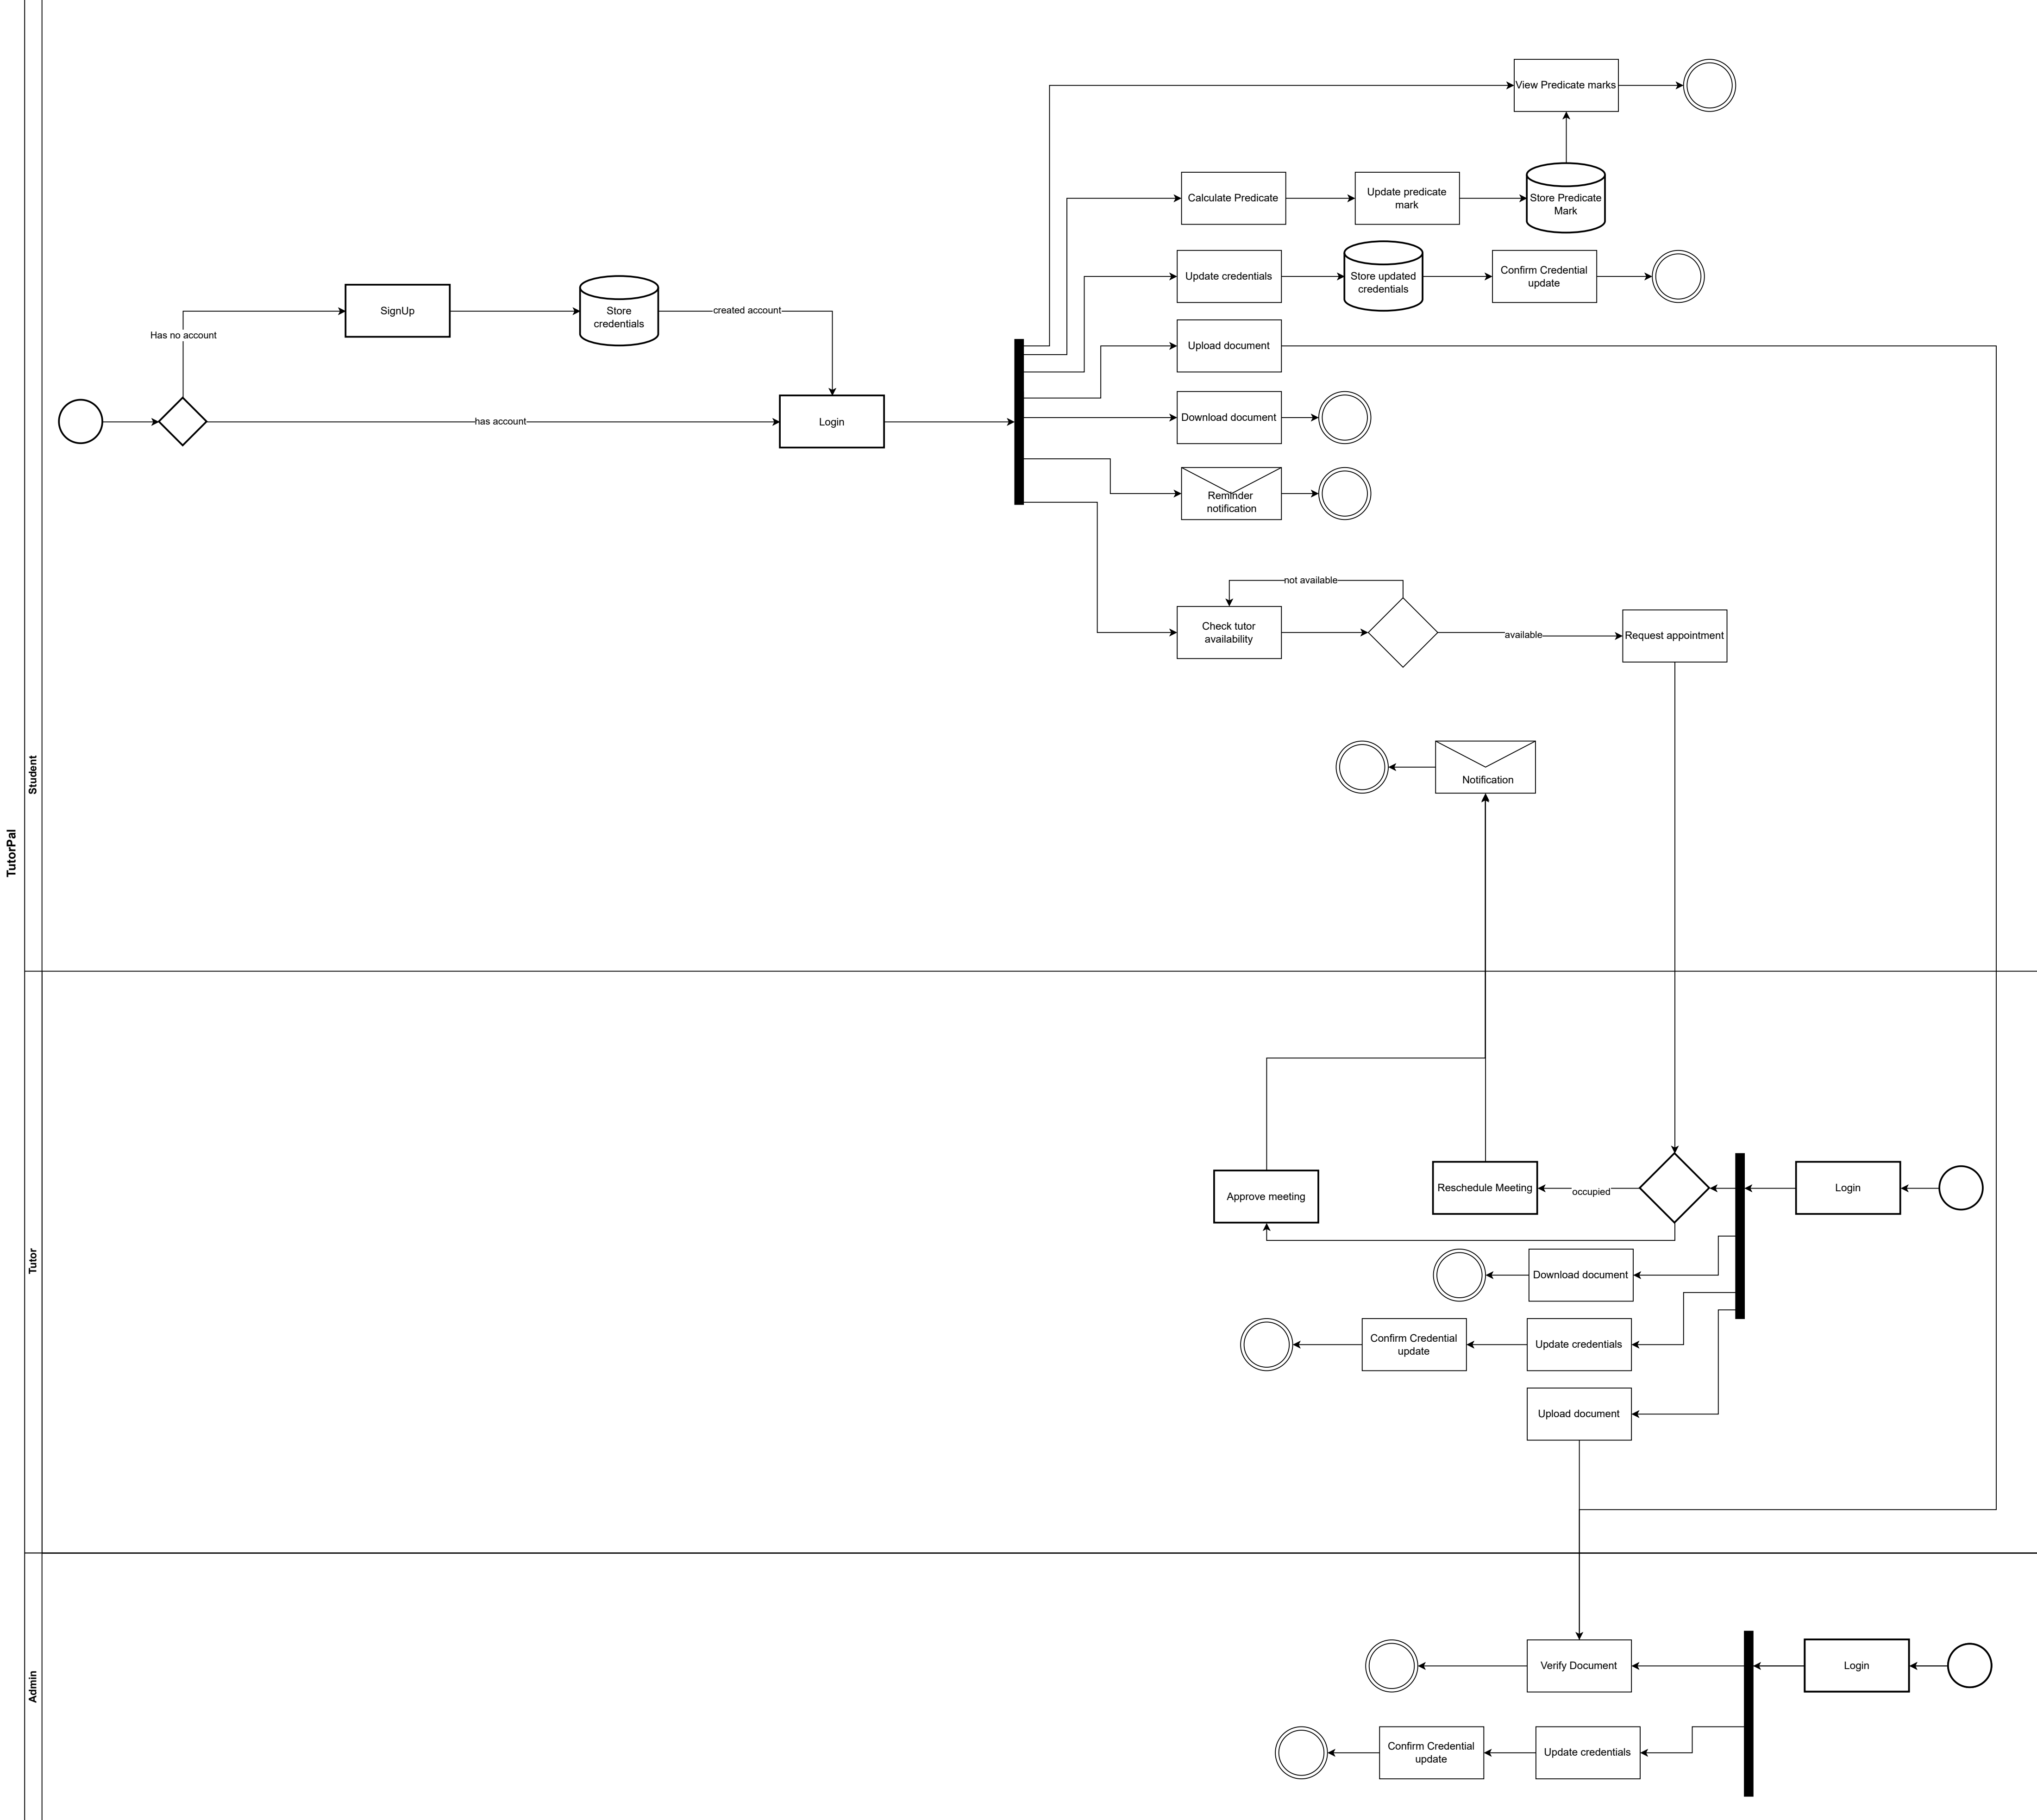 TutorPal
Student
View Predicate marks
Calculate Predicate
Update predicate
mark
Store Predicate
Mark
Update credentials
Store updated
credentials
Confirm Credential
update
SignUp
Store
credentials
created account
Has no account
Upload document
has account
Login
Download document
Reminder
notification
not available
Check tutor
availability
available
Request appointment
Notification
Tutor
Approve meeting
Reschedule Meeting
occupied
Login
Download document
Confirm Credential
update
Update credentials
Upload document
Admin
Verify Document
Login
Confirm Credential
update
Update credentials